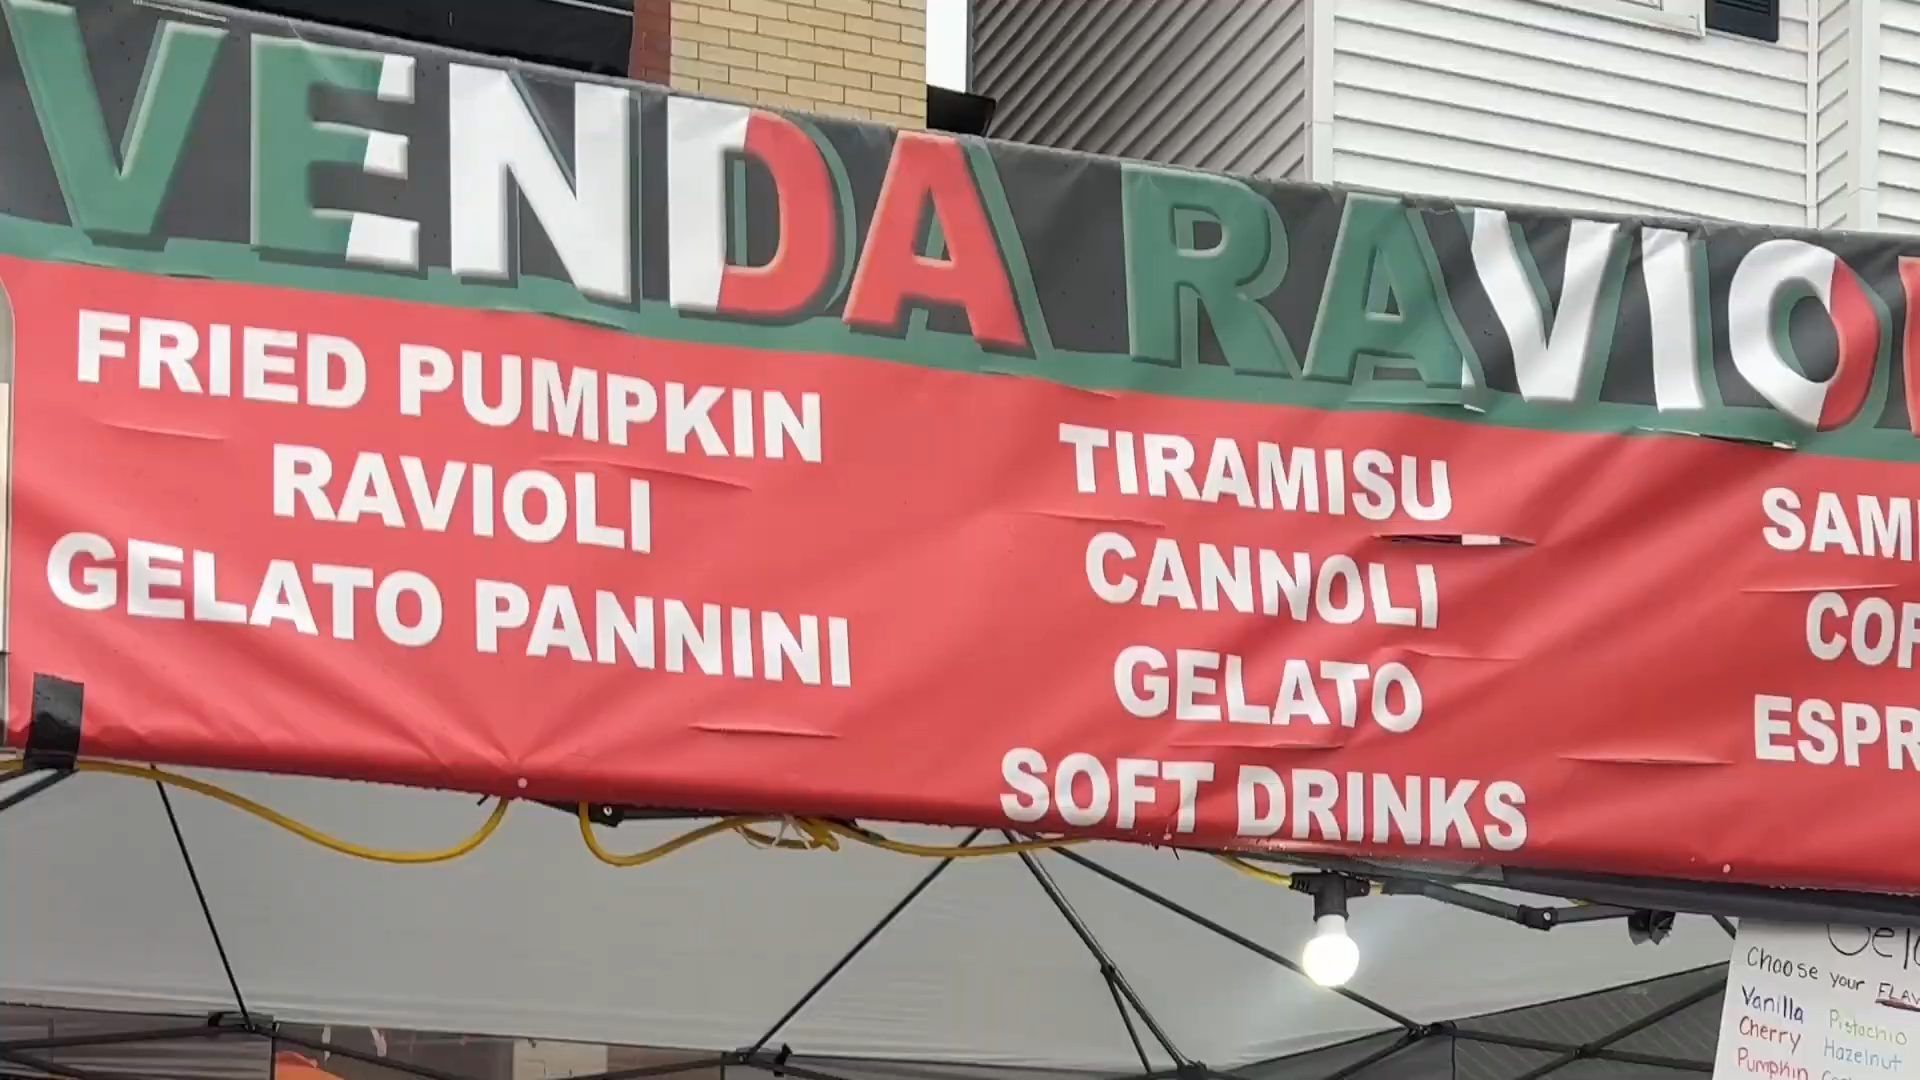 VENDA RAVIO
FRIED PUMPKIN
RAVIOLI
GELATO PANNINI
TIRAMISU
CANNOLI
GELATO
SOFT DRINKS
SAM
COF
ESPR
Choose your FLAV
Vanilla Pistachio
Cherry Hazelnut
Pumpkin